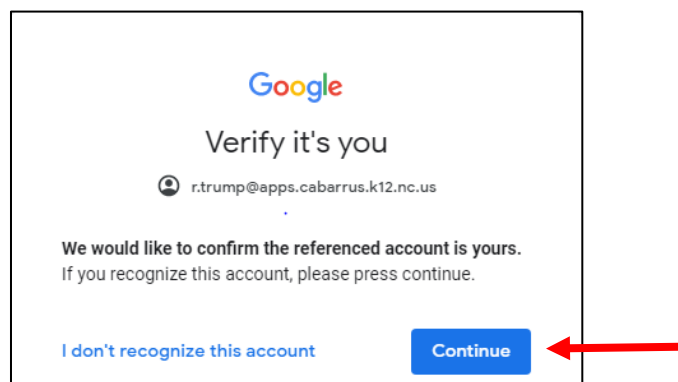 Google
Verify it's you
r.trump@apps.cabarrus.k12.nc.us
We would like to confirm the referenced account is yours.
If you recognize this account, please press continue.
I don't recognize this account
Continue